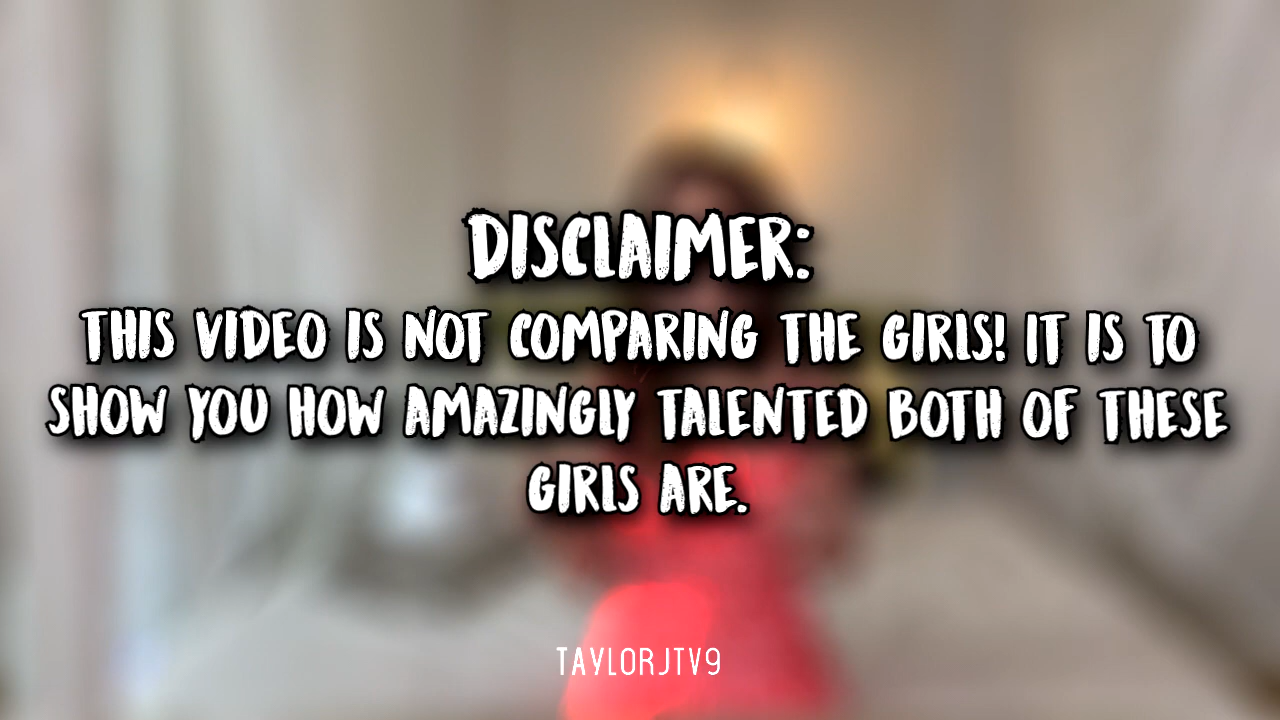 DISCLAIMER:
THIS VIDEO IS NOT COMPARING THE GIRLS! IT IS TO
SHOW YOU HOW AMAZINGLY TALENTED BOTH OF THESE
GIRLS ARE.
TAYLORJTV9